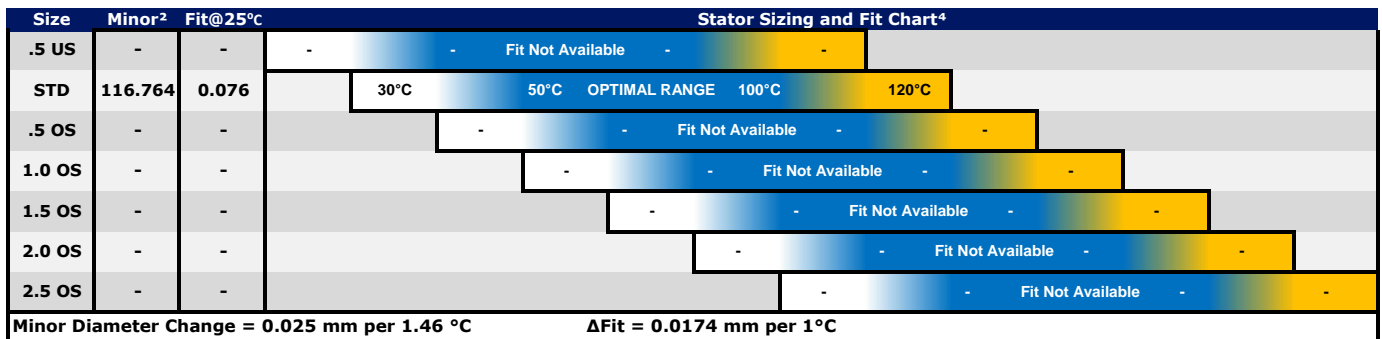 Size Minor² Fit@25°C Stator Sizing and Fit Chart⁴
.5 US - - - - Fit Not Available - -
STD 116.764 0.076 30°C 50°C OPTIMAL RANGE 100°C 120°C
.5 OS - - - - Fit Not Available - -
1.0 OS - - - - Fit Not Available - -
1.5 OS - - - - Fit Not Available - -
2.0 OS - - - - Fit Not Available - -
2.5 OS - - - - Fit Not Available - -
Minor Diameter Change = 0.025 mm per 1.46 °C ΔFit = 0.0174 mm per 1°C